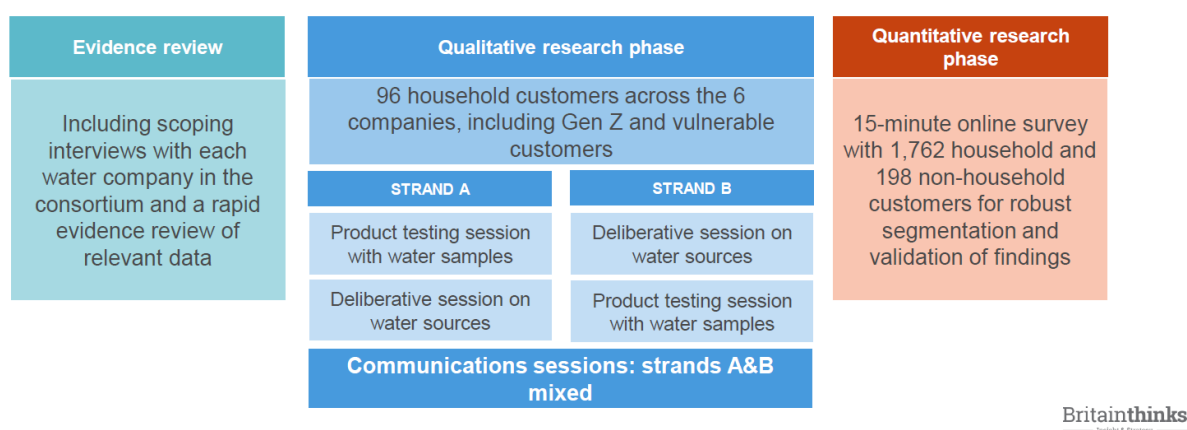 Evidence review
Including scoping
interviews with each
water company in the
consortium and a rapid
evidence review of
relevant data
Qualitative research phase
96 household customers across the 6
companies, including Gen Z and vulnerable
customers
STRAND A
Product testing session
with water samples
Deliberative session on
water sources
STRAND B
Deliberative session on
water sources
Product testing session
with water samples
Communications sessions: strands A&B
mixed
Quantitative research
phase
15-minute online survey
with 1,762 household and
198 non-household
customers for robust
segmentation and
validation of findings
Britainthinks